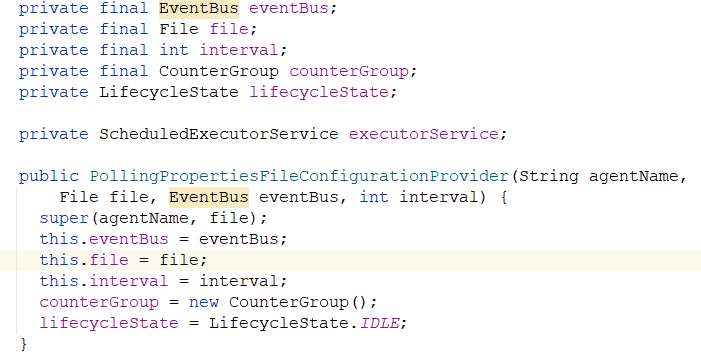 private final EventBus eventBus;
private final File file;
private final int interval;
private final CounterGroup counterGroup;
private LifecycleState lifecycleState;
private ScheduledExecutorService executorService;
public PollingPropertiesFileConfigurationProvider(String agentName,
File file, EventBus eventBus, int interval) {
super(agentName, file);
this.eventBus = eventBus;
this.file = file;
this.interval = interval;
counterGroup = new CounterGroup();
lifecycleState = LifecycleState.IDLE;
}